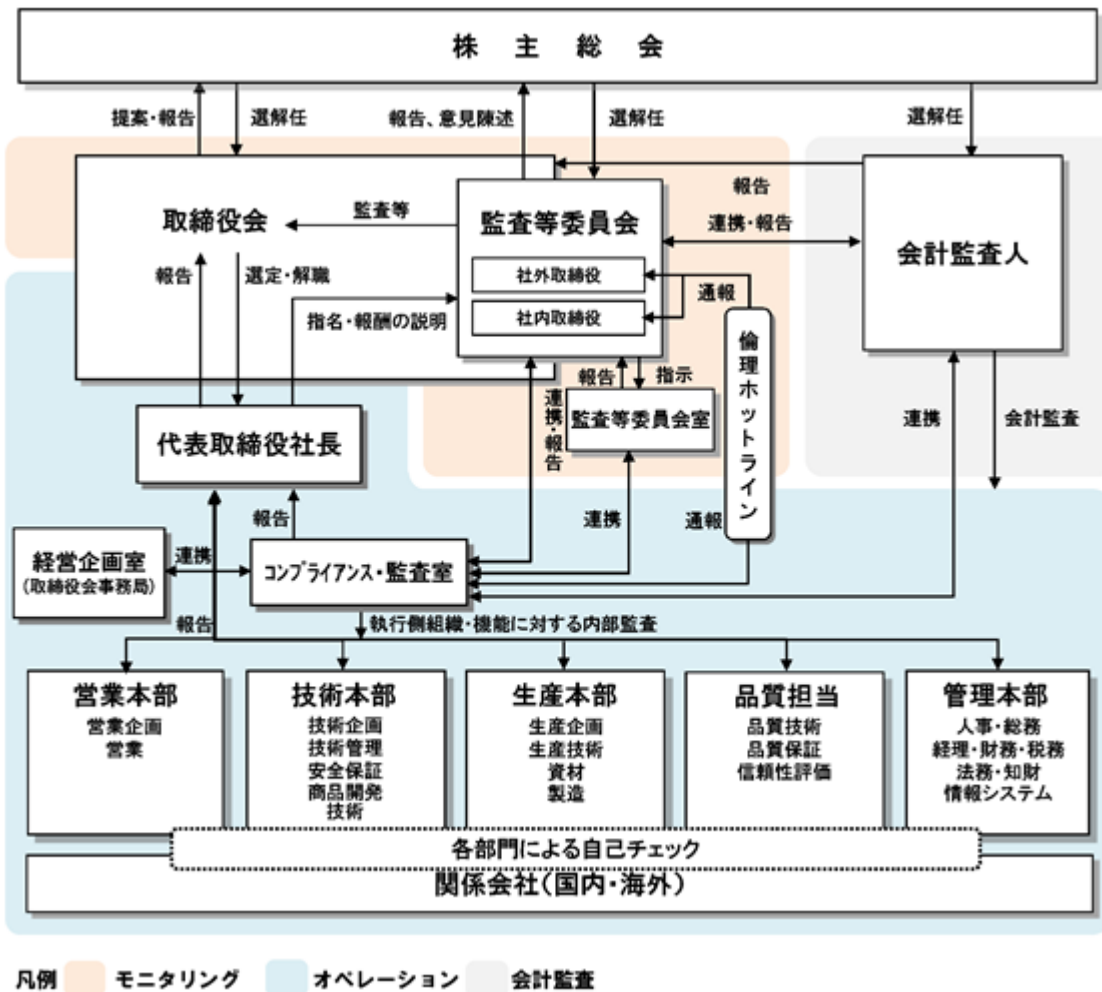 株主総会
提案・報告
選解任
報告、意見陳述
選解任
選解任
取締役会
監査等
監査等委員会
社外取締役
社内取締役
報告
連携・報告
会計監査人
報告
選定・解職
指名・報酬の説明
通報
倫理ホットライン
報告
指示
連携・報告
監査等委員会室
連携
会計監査
代表取締役社長
報告
連携
通報
経営企画室
(取締役会事務局)
連携
コンプライアンス・監査室
報告
執行側組織・機能に対する内部監査
営業本部
営業企画
営業
技術本部
技術企画
技術管理
安全保証
商品開発
技術
生産本部
生産企画
生産技術
資材
製造
品質担当
品質技術
品質保証
信頼性評価
管理本部
人事・総務
経理・財務・税務
法務・知財
情報システム
各部門による自己チェック
関係会社(国内・海外)
凡例 モニタリング オペレーション 会計監査